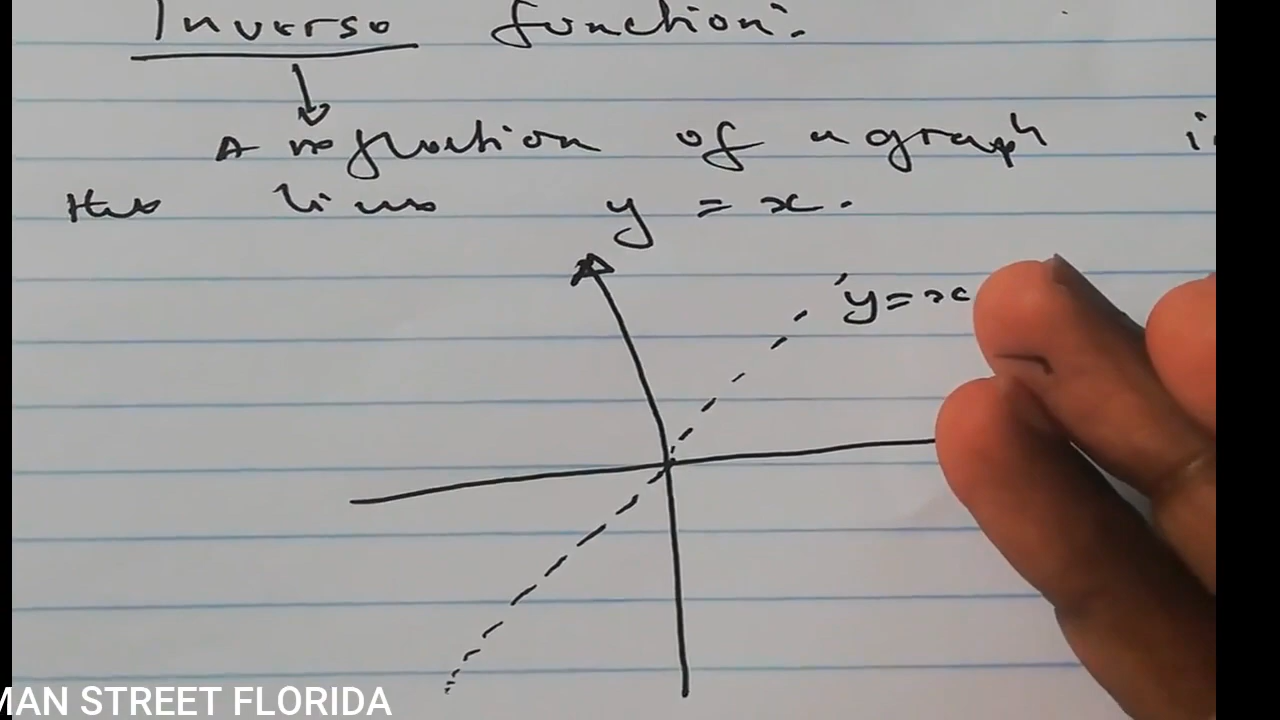 Inverse function:
A reflection of a graph i
the line y = x.
y = x
MAN STREET FLORIDA